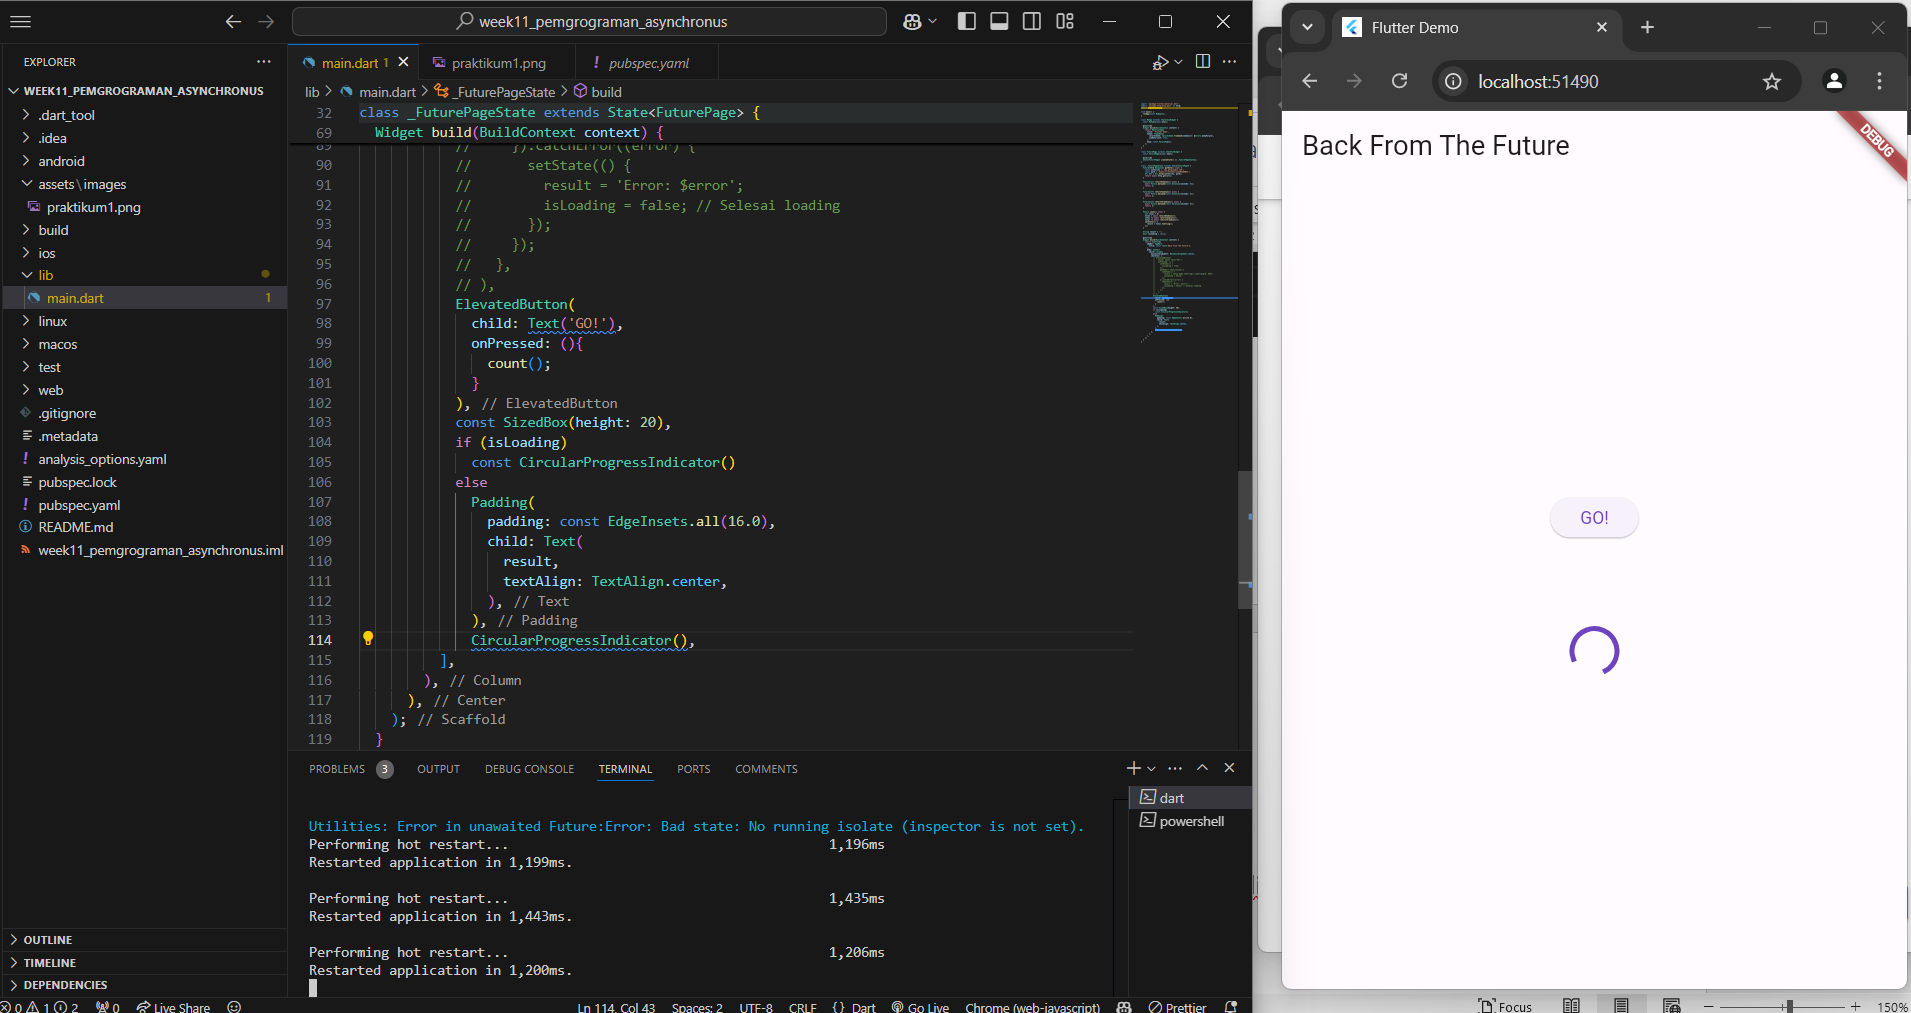 week11_pemgrograman_asynchronus
EXPLORER
WEEK11_PEMGROGRAMAN_ASYNCHRONUS
.dart_tool
.idea
android
assets\images
praktikum1.png
build
ios
lib
main.dart 1
linux
macos
test
web
.gitignore
.metadata
analysis_options.yaml
pubspec.lock
pubspec.yaml
README.md
week11_pemgrograman_asynchronus.iml
OUTLINE
TIMELINE
DEPENDENCIES
main.dart 1
praktikum1.png
pubspec.yaml
lib > main.dart > _FuturePageState > build
32 class _FuturePageState extends State<FuturePage> {
69 Widget build(BuildContext context) {
89 // }).catchError((error) {
90 // setState(() {
91 // result = 'Error: $error';
92 // isLoading = false; // Selesai loading
93 // });
94 // });
95 // },
96 // ),
97 ElevatedButton(
98 child: Text('GO!'),
99 onPressed: (){
100 count();
101 }
102 ), // ElevatedButton
103 const SizedBox(height: 20),
104 if (isLoading)
105 const CircularProgressIndicator()
106 else
107 Padding(
108 padding: const EdgeInsets.all(16.0),
109 child: Text(
110 result,
111 textAlign: TextAlign.center,
112 ), // Text
113 ), // Padding
114 CircularProgressIndicator(),
115 ],
116 ), // Column
117 ), // Center
118 ); // Scaffold
119 }
PROBLEMS 3 OUTPUT DEBUG CONSOLE TERMINAL PORTS COMMENTS
dart
powershell
Utilities: Error in unawaited Future:Error: Bad state: No running isolate (inspector is not set).
Performing hot restart... 1,196ms
Restarted application in 1,199ms.
Performing hot restart... 1,435ms
Restarted application in 1,443ms.
Performing hot restart... 1,206ms
Restarted application in 1,200ms.
0 1 2 0 Live Share
Ln 114, Col 43 Spaces: 2 UTF-8 CRLF {} Dart Go Live Chrome (web-javascript) Prettier
Flutter Demo
localhost:51490
Back From The Future
DEBUG
GO!
Focus
150%